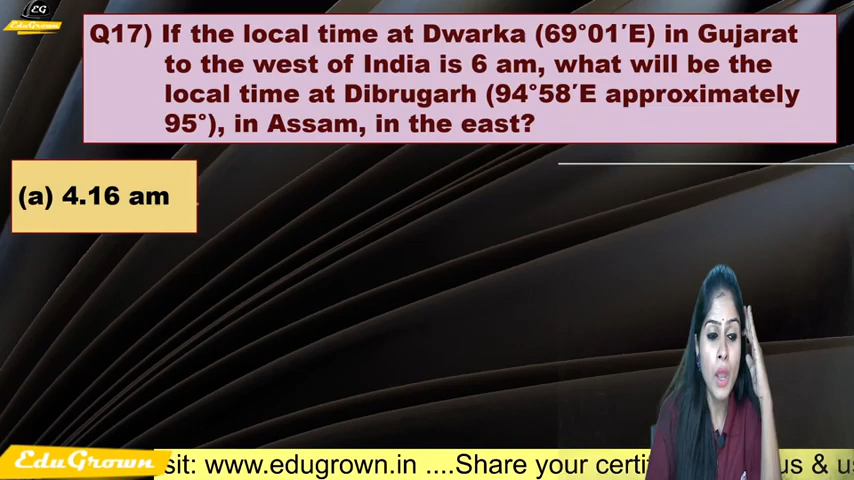 EG
EduGrown
Q17) If the local time at Dwarka (69°01′E) in Gujarat
to the west of India is 6 am, what will be the
local time at Dibrugarh (94°58′E approximately
95°), in Assam, in the east?
(a) 4.16 am
EduGrown
sit: www.edugrown.in ....Share your certi
us & u